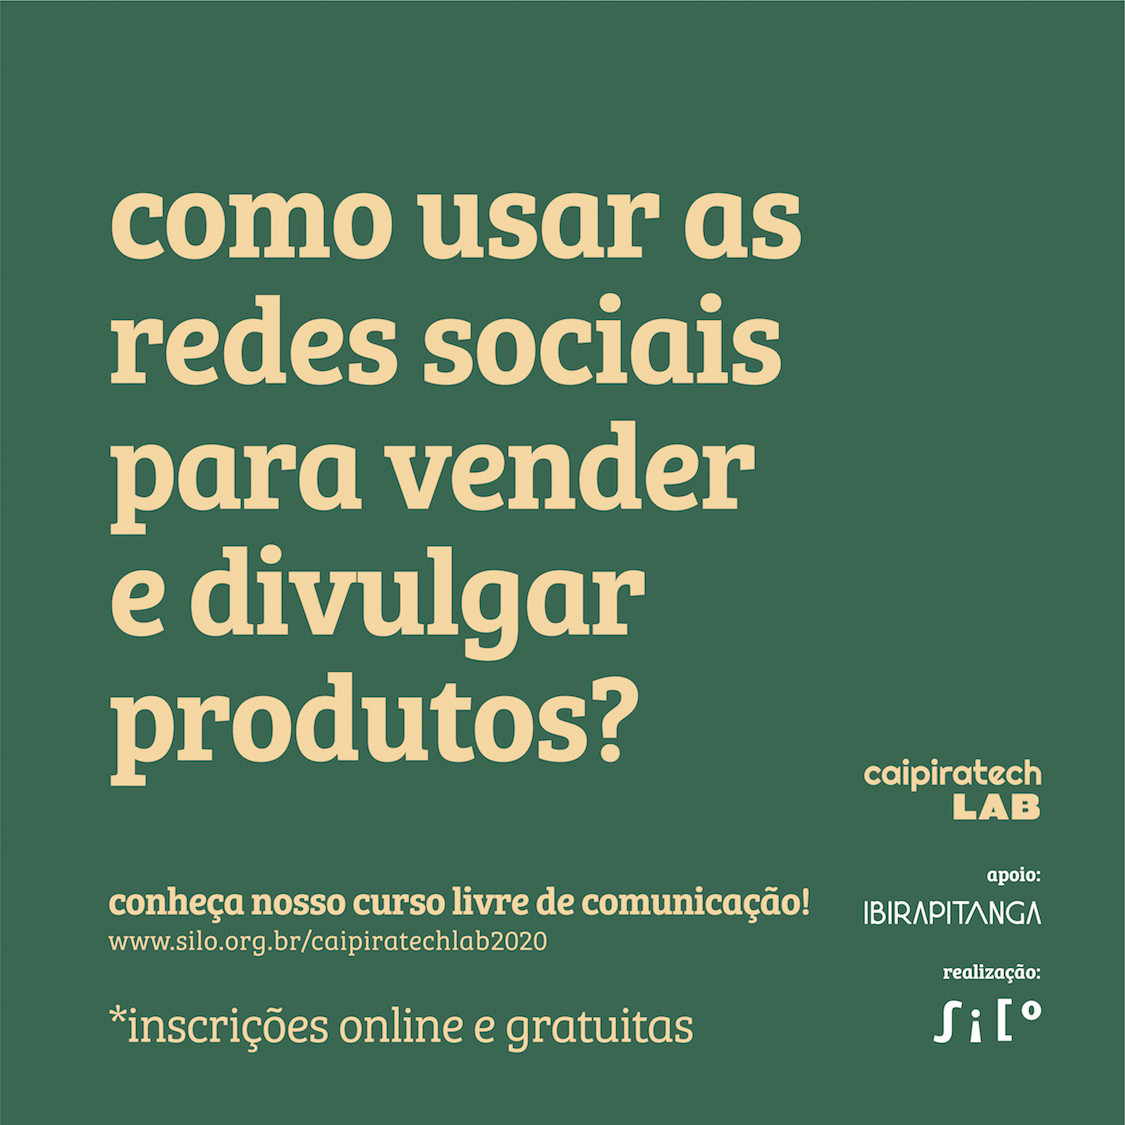 como usar as
redes sociais
para vender
e divulgar
produtos?
caipiratech
LAB
conheça nosso curso livre de comunicação!
www.silo.org.br/caipiratechlab2020
*inscrições online e gratuitas
apoio:
IBIRAPITANGA
realização:
silo